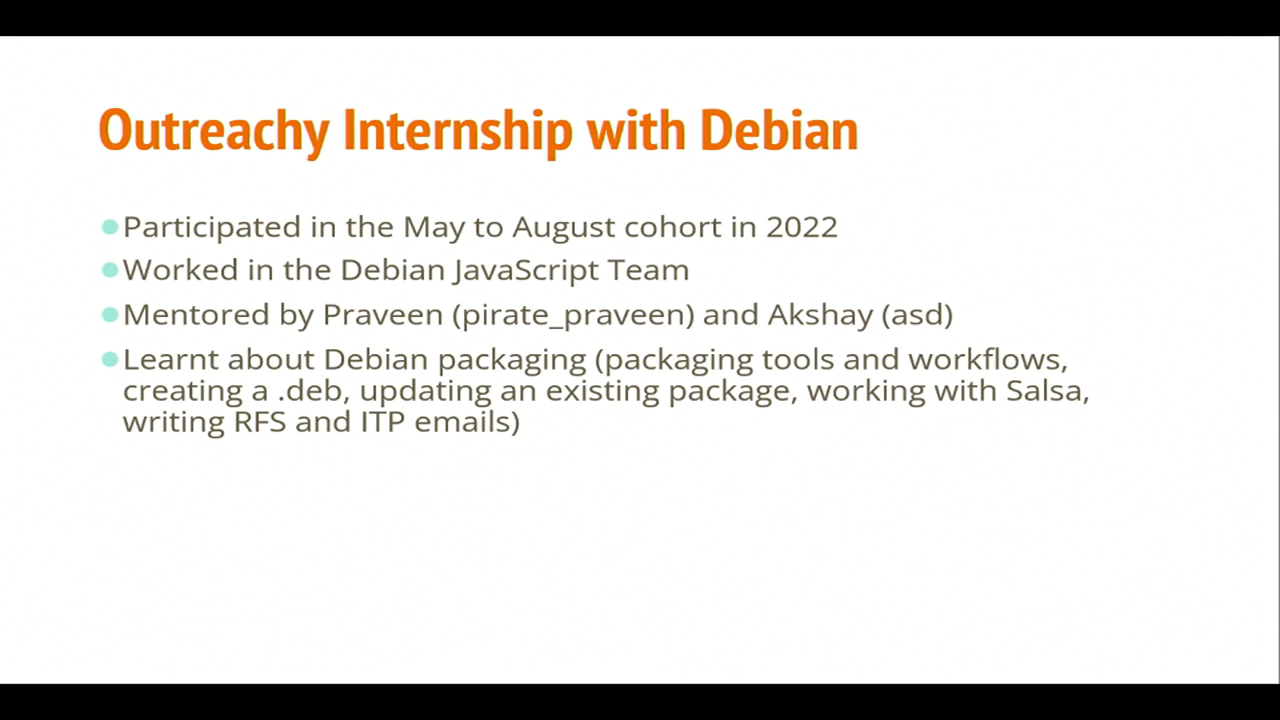 Outreachy Internship with Debian
Participated in the May to August cohort in 2022
Worked in the Debian JavaScript Team
Mentored by Praveen (pirate_praveen) and Akshay (asd)
Learnt about Debian packaging (packaging tools and workflows,
creating a .deb, updating an existing package, working with Salsa,
writing RFS and ITP emails)